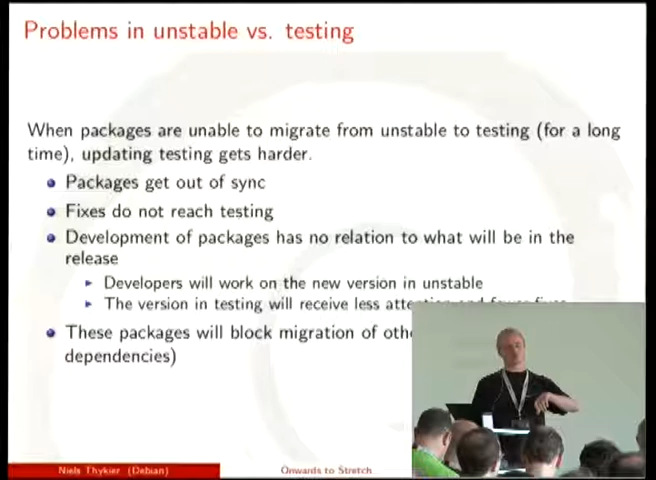 Problems in unstable vs. testing
When packages are unable to migrate from unstable to testing (for a long
time), updating testing gets harder.
Packages get out of sync
Fixes do not reach testing
Development of packages has no relation to what will be in the
release
Developers will work on the new version in unstable
The version in testing will receive less
These packages will block migration of
dependencies)
Niels Thykier (Debian)
Onwards to Stretch